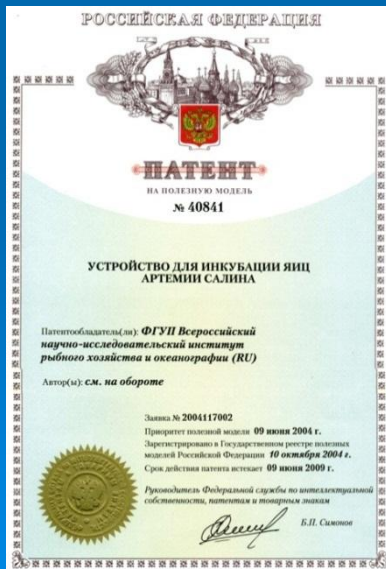 РОССИЙСКАЯ ФЕДЕРАЦИЯ
ПАТЕНТ
НА ПОЛЕЗНУЮ МОДЕЛЬ
№ 40841
УСТРОЙСТВО ДЛЯ ИНКУБАЦИИ ЯИЦ
АРТЕМИИ САЛИНА
Патентообладатель(ли): ФГУП Всероссийский
научно-исследовательский институт
рыбного хозяйства и океанографии (RU)
Автор(ы): см. на обороте
Заявка № 2004117002
Приоритет полезной модели 09 июня 2004 г.
Зарегистрировано в Государственном реестре полезных
моделей Российской Федерации 10 октября 2004 г.
Срок действия патента истекает 09 июня 2009 г.
Руководитель Федеральной службы по интеллектуальной
собственности, патентам и товарным знакам
Б.П. Симонов